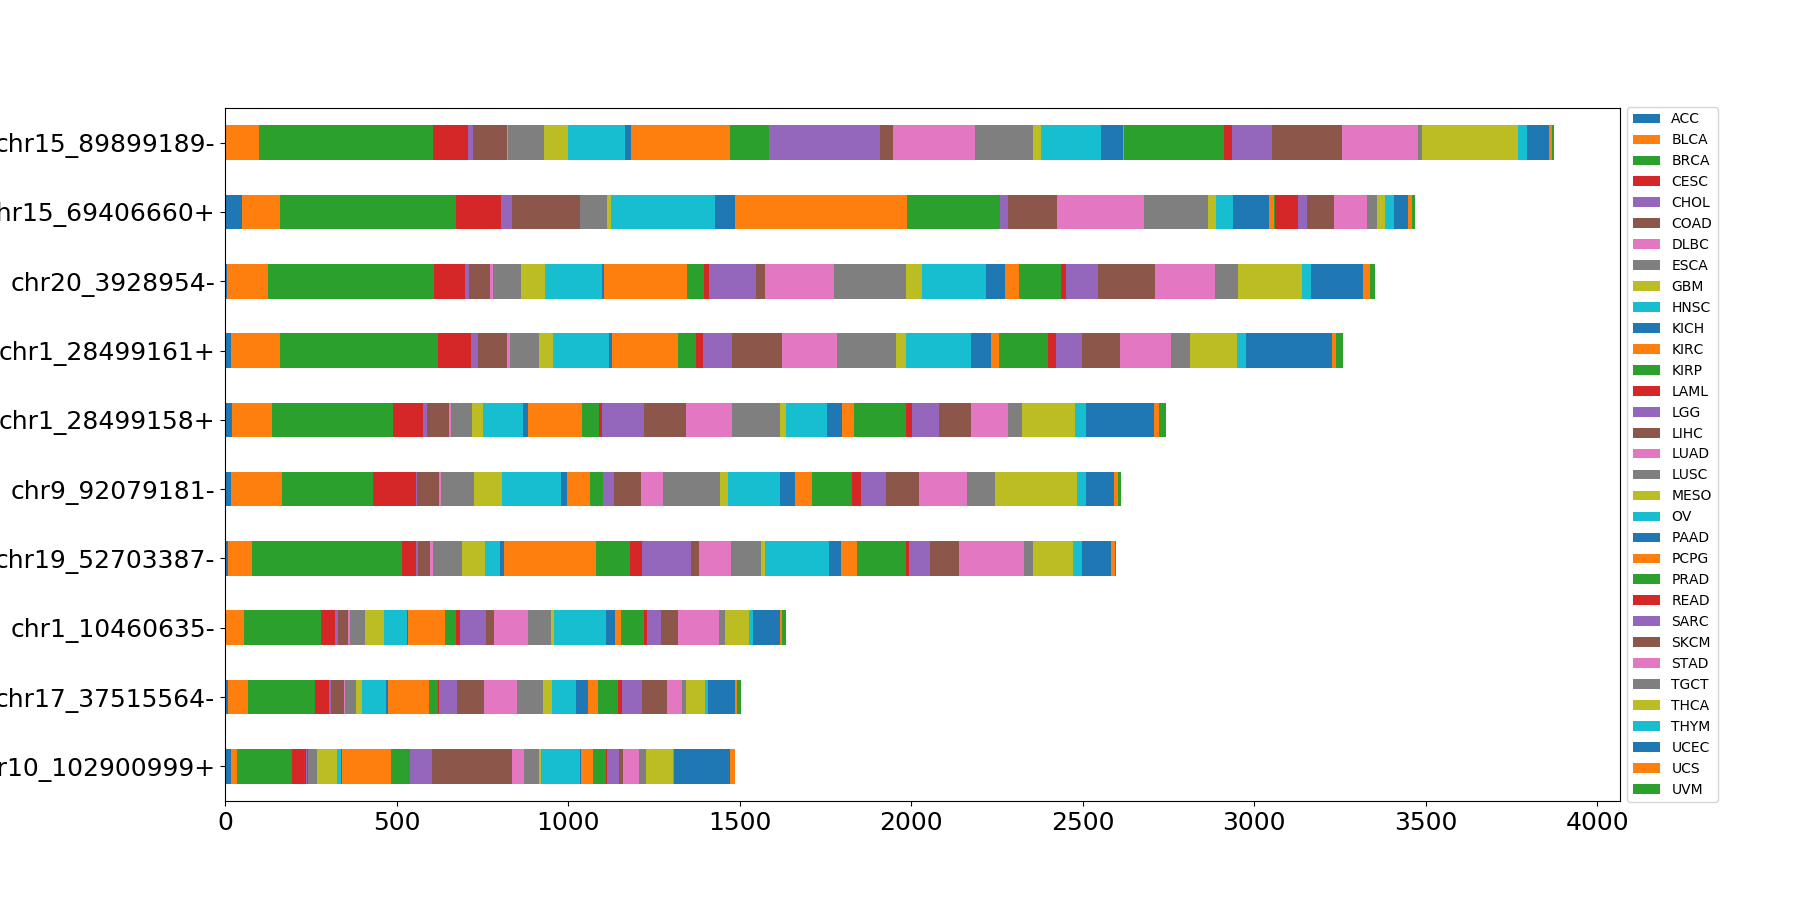 chr15_89899189-
hr15_69406660+
chr20_3928954-
chr1_28499161+
chr1_28499158+
chr9_92079181-
chr19_52703387-
chr1_10460635-
chr17_37515564-
r10_102900999+
0 500 1000 1500 2000 2500 3000 3500 4000
ACC
BLCA
BRCA
CESC
CHOL
COAD
DLBC
ESCA
GBM
HNSC
KICH
KIRC
KIRP
LAML
LGG
LIHC
LUAD
LUSC
MESO
OV
PAAD
PCPG
PRAD
READ
SARC
SKCM
STAD
TGCT
THCA
THYM
UCEC
UCS
UVM